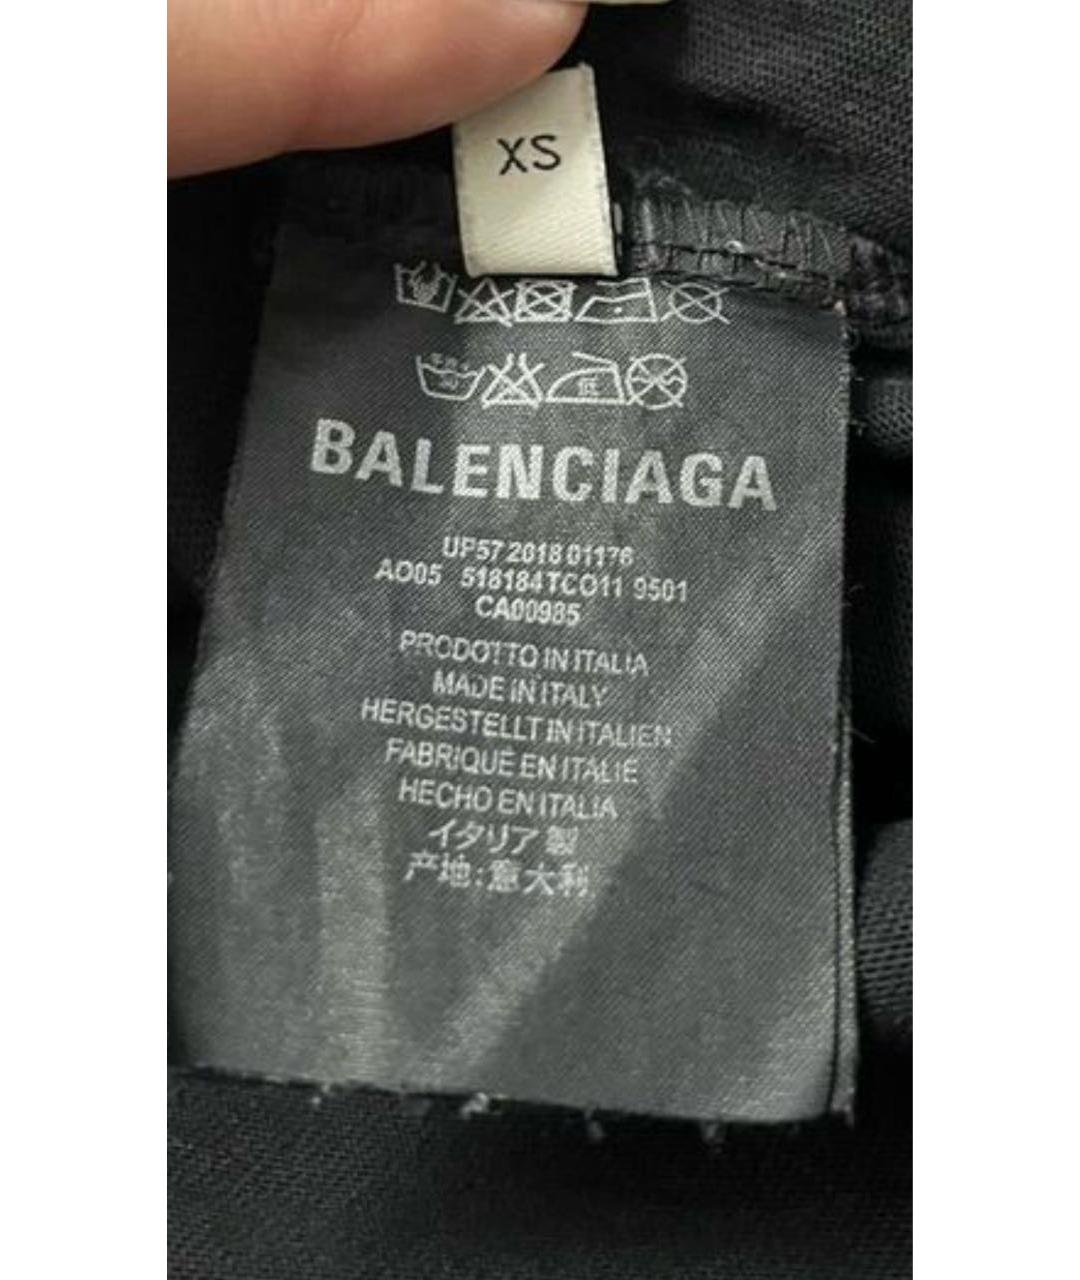 XS
BALENCIAGA
UP57 2018 01176
AO05 518184TCO11 9501
CA00985
PRODOTTO IN ITALIA
MADE IN ITALY
HERGESTELLT IN ITALIEN
FABRIQUÉ EN ITALIE
HECHO EN ITALIA
イタリア製
产地:意大利